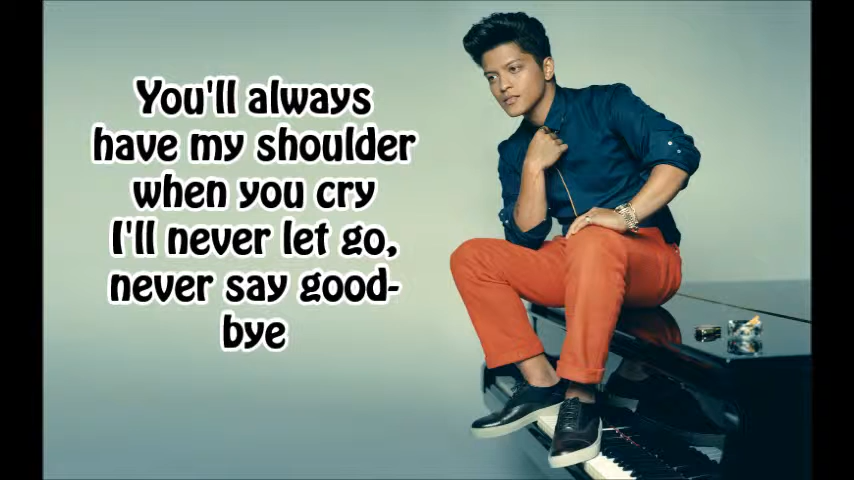 You'll always
have my shoulder
when you cry
I'll never let go,
never say good-
bye